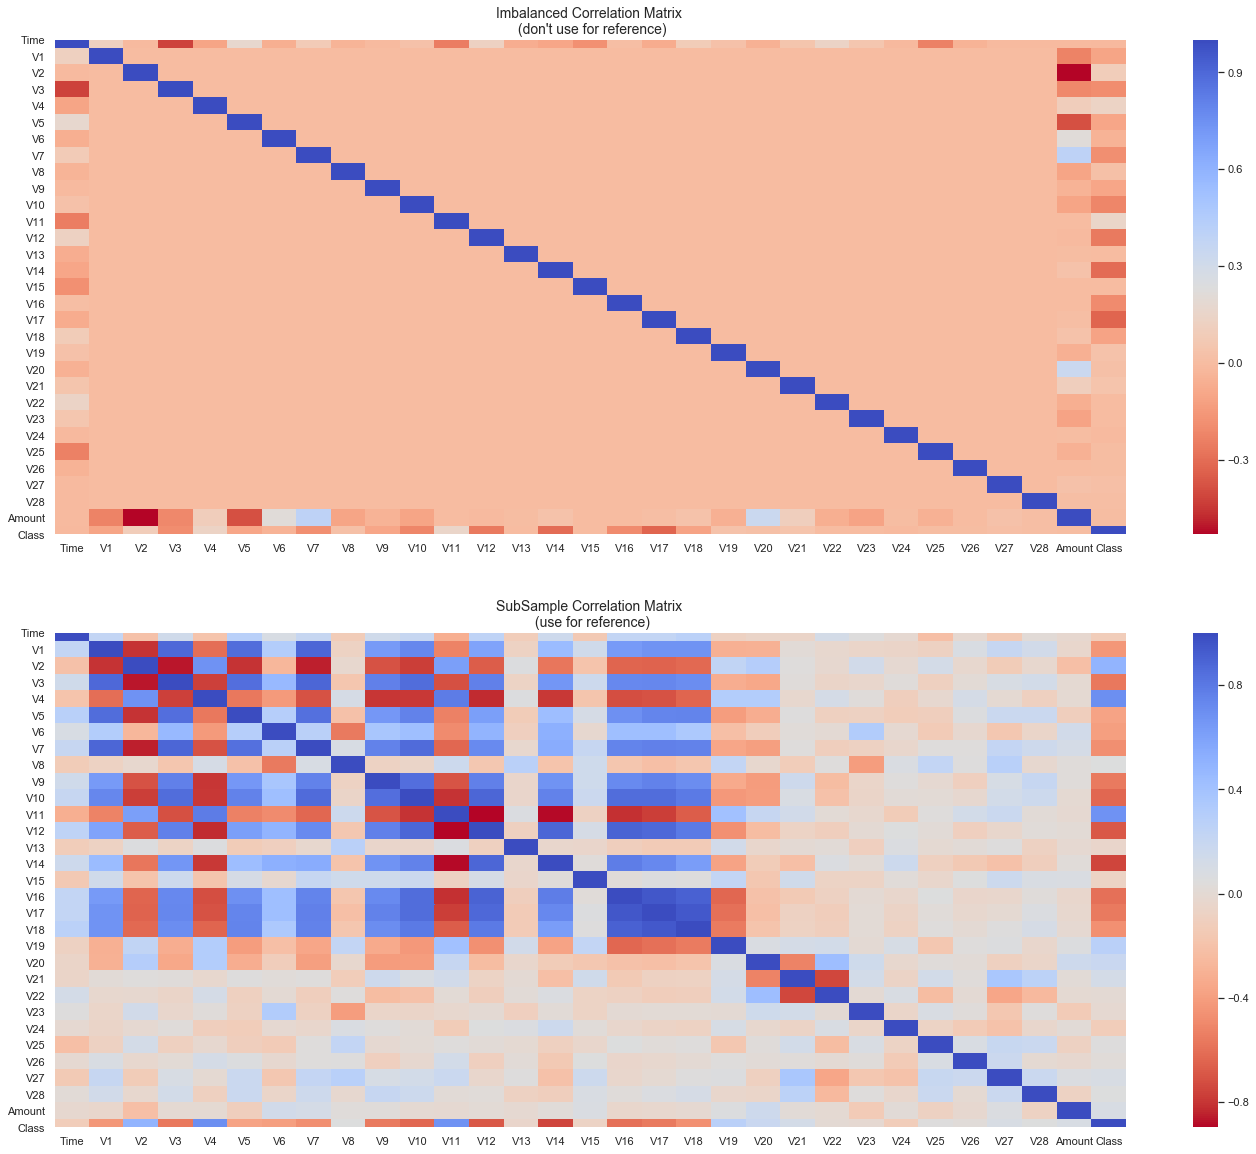 Imbalanced Correlation Matrix
(don't use for reference)
Time
V1
V2
V3
V4
V5
V6
V7
V8
V9
V10
V11
V12
V13
V14
V15
V16
V17
V18
V19
V20
V21
V22
V23
V24
V25
V26
V27
V28
Amount
Class
Time V1 V2 V3 V4 V5 V6 V7 V8 V9 V10 V11 V12 V13 V14 V15 V16 V17 V18 V19 V20 V21 V22 V23 V24 V25 V26 V27 V28 Amount Class
0.9
0.6
0.3
0.0
−0.3
SubSample Correlation Matrix
(use for reference)
Time
V1
V2
V3
V4
V5
V6
V7
V8
V9
V10
V11
V12
V13
V14
V15
V16
V17
V18
V19
V20
V21
V22
V23
V24
V25
V26
V27
V28
Amount
Class
Time V1 V2 V3 V4 V5 V6 V7 V8 V9 V10 V11 V12 V13 V14 V15 V16 V17 V18 V19 V20 V21 V22 V23 V24 V25 V26 V27 V28 Amount Class
0.8
0.4
0.0
−0.4
−0.8